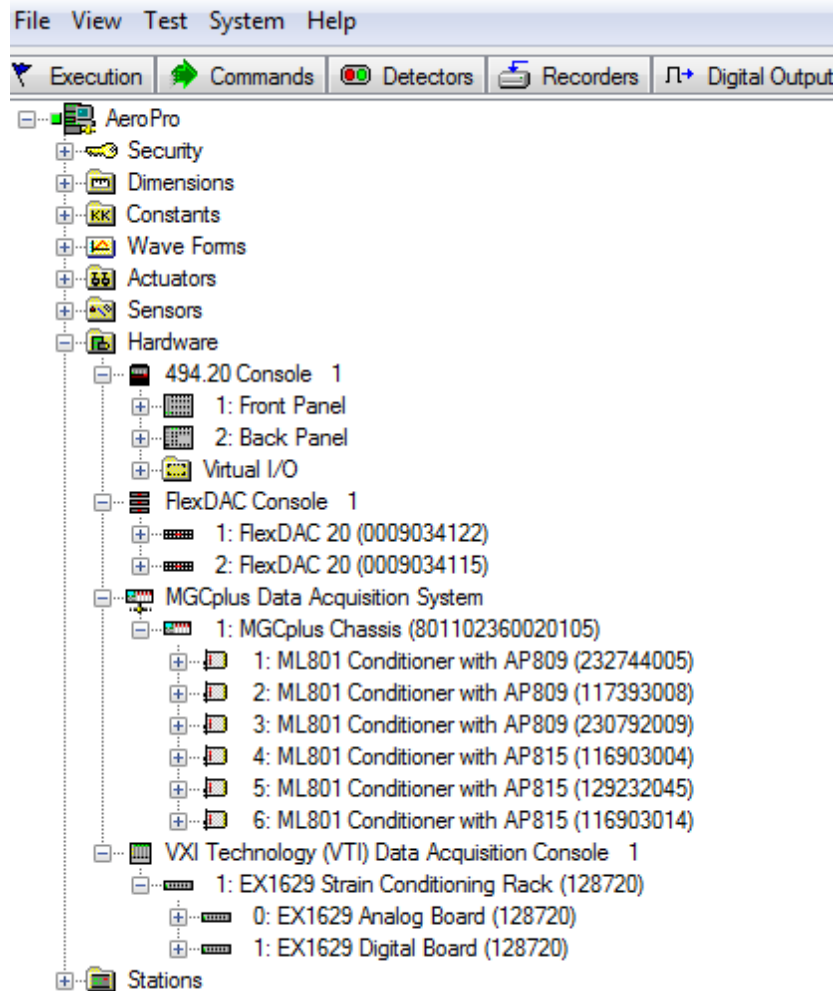 File View Test System Help
Execution Commands Detectors Recorders Digital Output
AeroPro
Security
Dimensions
KK Constants
Wave Forms
Actuators
Sensors
Hardware
494.20 Console 1
1: Front Panel
2: Back Panel
Virtual I/O
FlexDAC Console 1
1: FlexDAC 20 (0009034122)
2: FlexDAC 20 (0009034115)
MGCplus Data Acquisition System
1: MGCplus Chassis (801102360020105)
1: ML801 Conditioner with AP809 (232744005)
2: ML801 Conditioner with AP809 (117393008)
3: ML801 Conditioner with AP809 (230792009)
4: ML801 Conditioner with AP815 (116903004)
5: ML801 Conditioner with AP815 (129232045)
6: ML801 Conditioner with AP815 (116903014)
VXI Technology (VTI) Data Acquisition Console 1
1: EX1629 Strain Conditioning Rack (128720)
0: EX1629 Analog Board (128720)
1: EX1629 Digital Board (128720)
Stations